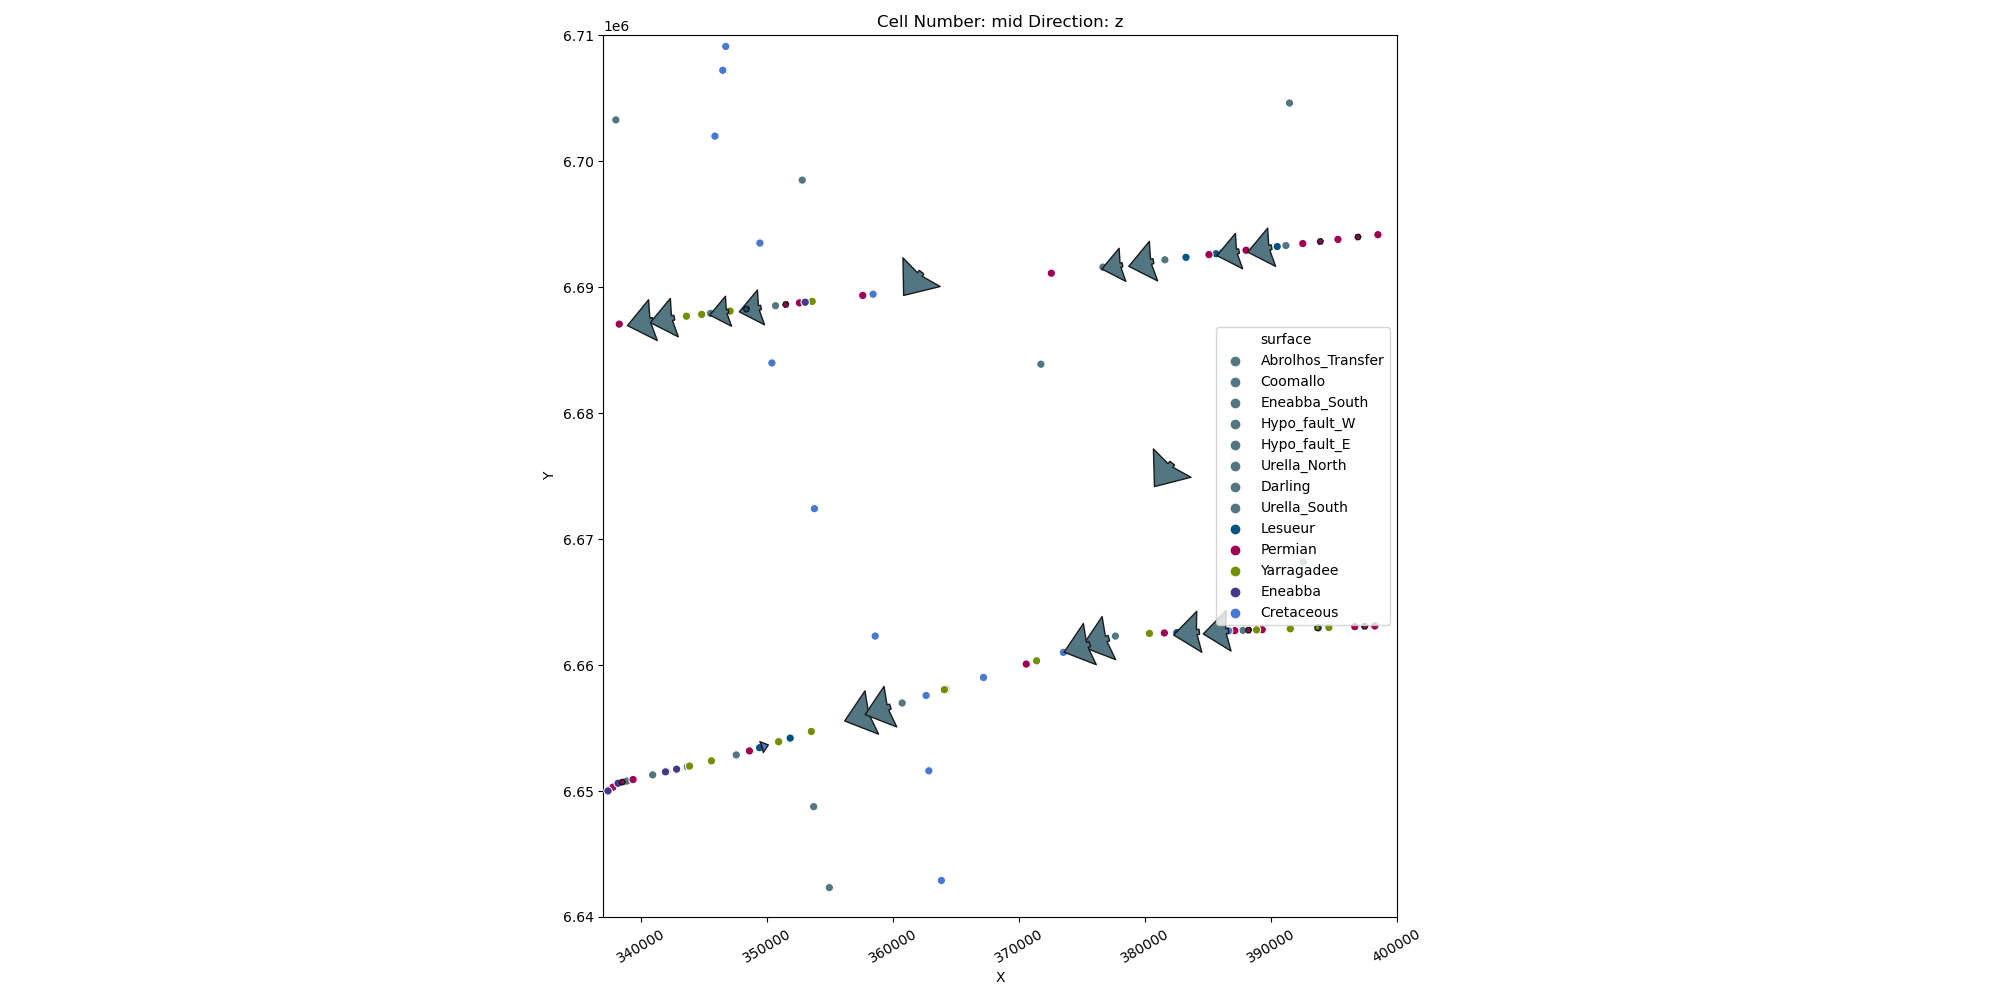 Cell Number: mid Direction: z
1e6
6.71
6.70
6.69
6.68
6.67
6.66
6.65
6.64
Y
surface
Abrolhos_Transfer
Coomallo
Eneabba_South
Hypo_fault_W
Hypo_fault_E
Urella_North
Darling
Urella_South
Lesueur
Permian
Yarragadee
Eneabba
Cretaceous
340000 350000 360000 370000 380000 390000 400000
X